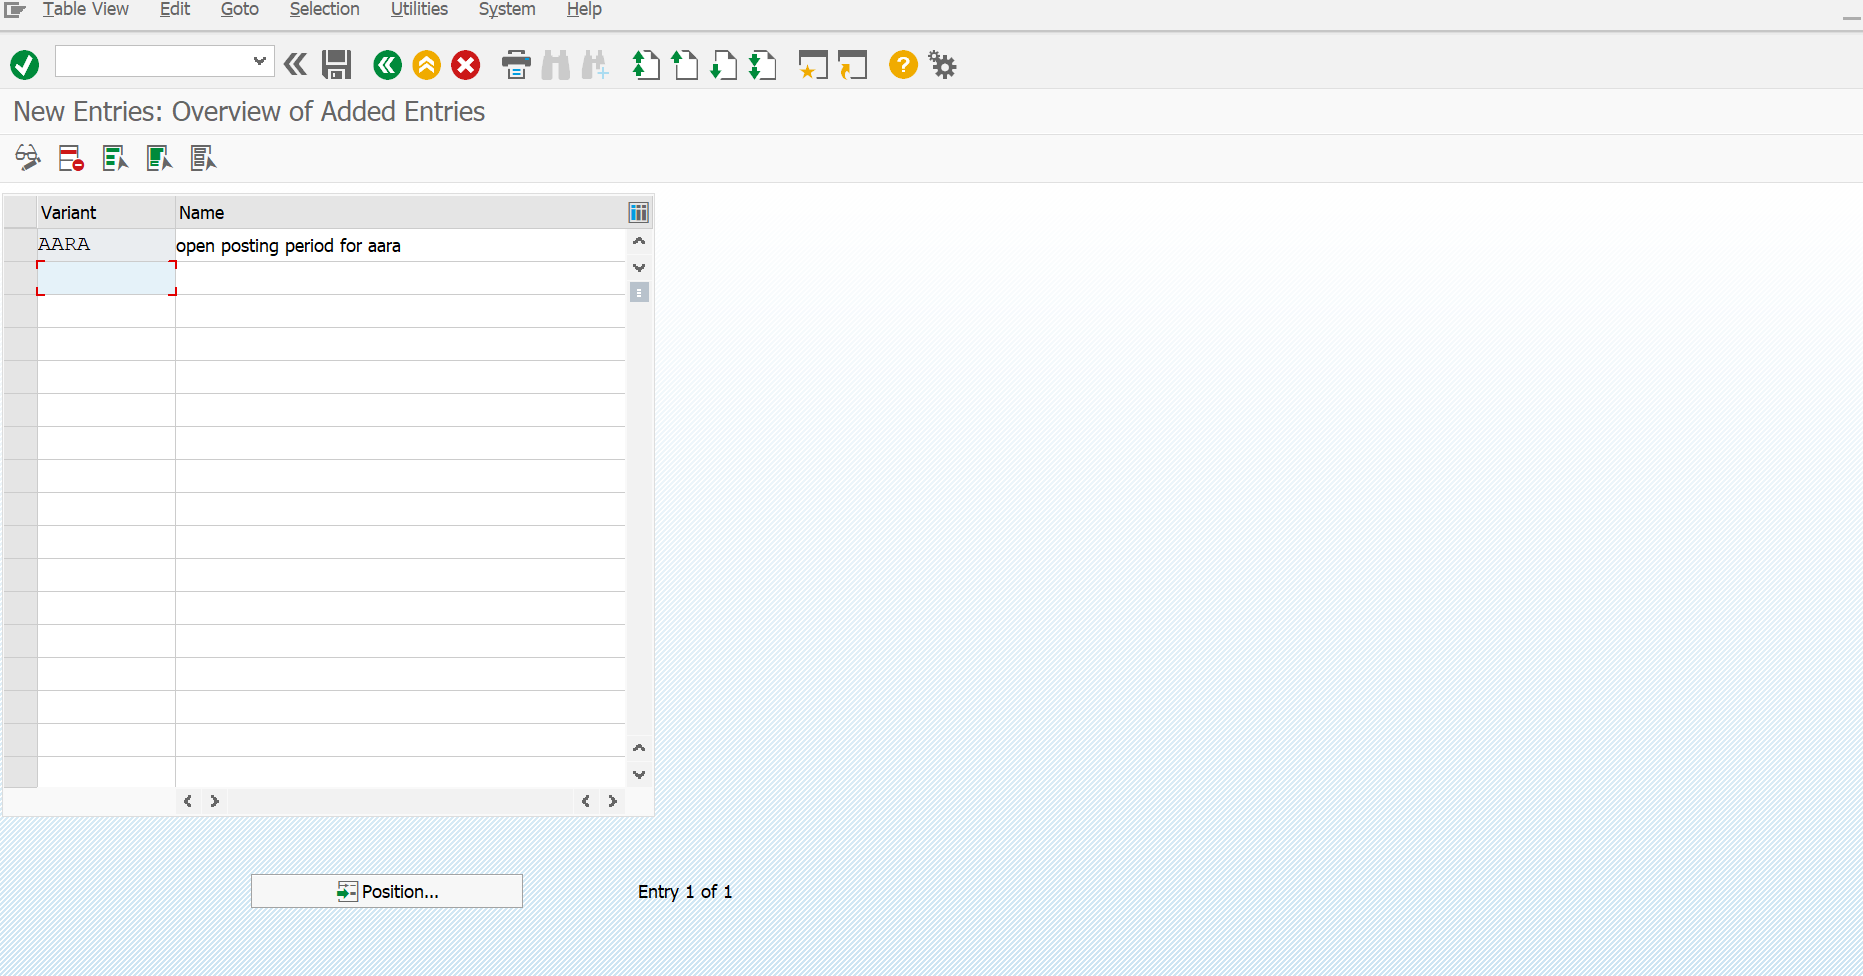 Table View Edit Goto Selection Utilities System Help
New Entries: Overview of Added Entries
Variant Name
AARA open posting period for aara
Position... Entry 1 of 1